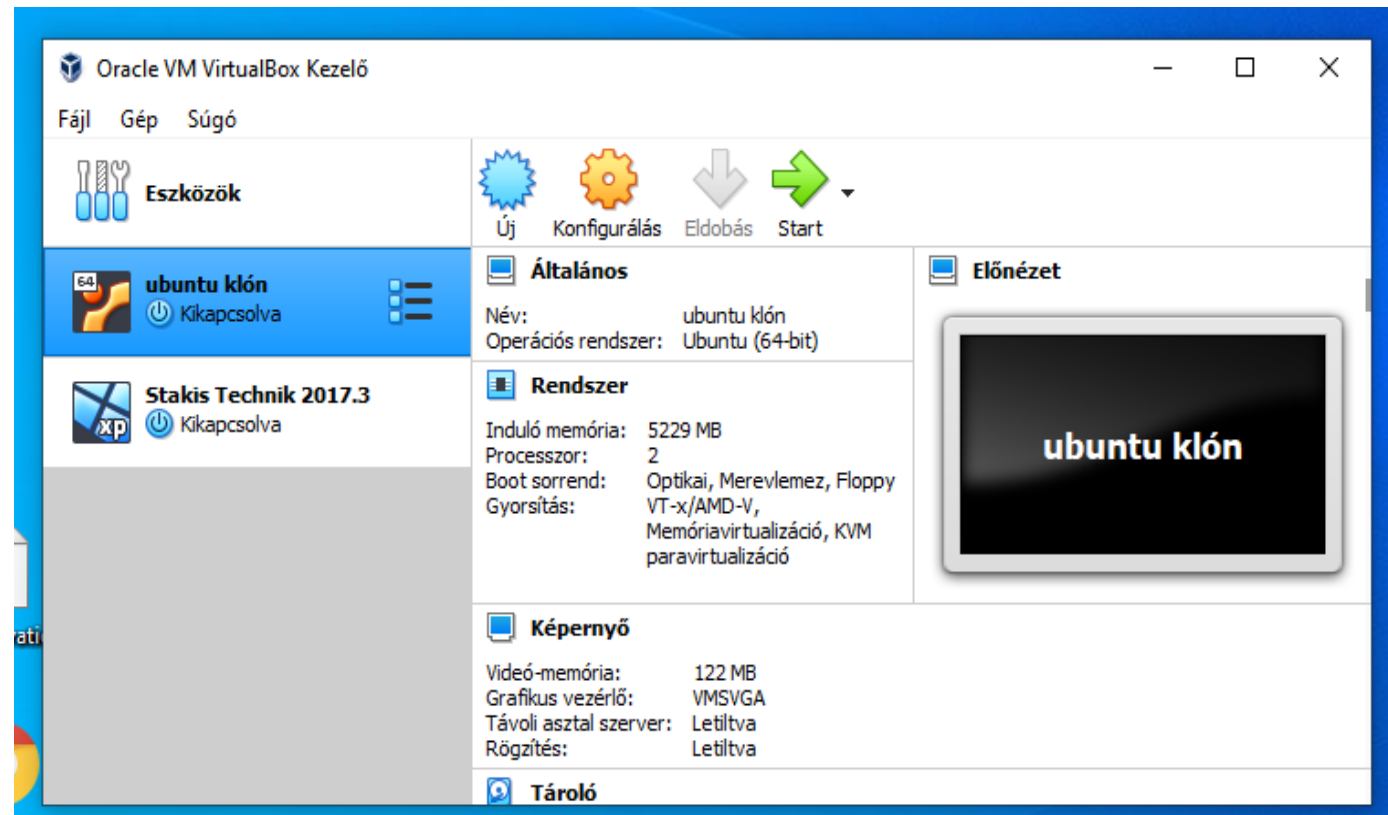 Oracle VM VirtualBox Kezelő
Fájl Gép Súgó
Eszközök
Új Konfigurálás Eldobás Start
64
ubuntu klón
Kikapcsolva
xp
Stakis Technik 2017.3
Kikapcsolva
Általános
Név: ubuntu klón
Operációs rendszer: Ubuntu (64-bit)
Rendszer
Induló memória: 5229 MB
Processzor: 2
Boot sorrend: Optikai, Merevlemez, Floppy
Gyorsítás: VT-x/AMD-V,
Memóriavirtualizáció, KVM
paravirtualizáció
Előnézet
ubuntu klón
Képernyő
Videó-memória: 122 MB
Grafikus vezérlő: VMSVGA
Távoli asztal szerver: Letiltva
Rögzítés: Letiltva
Tároló